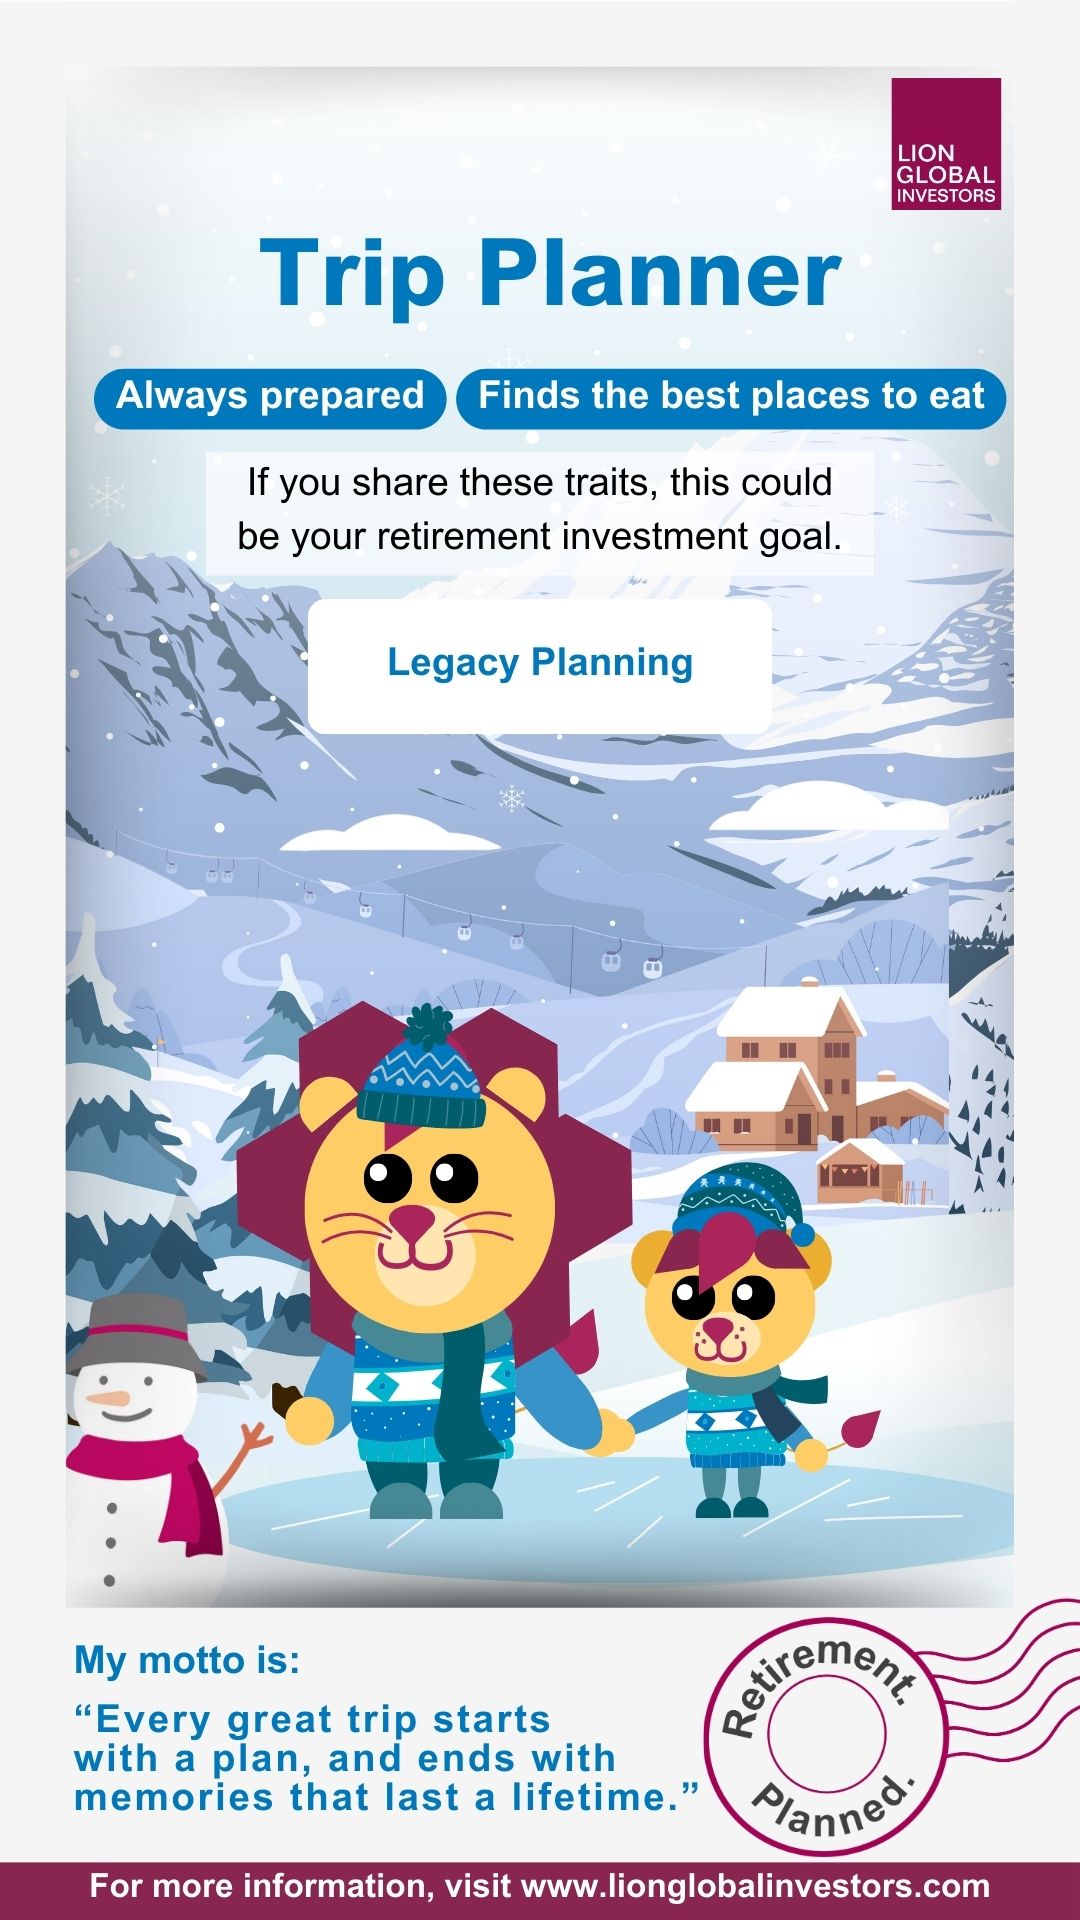 LION
GLOBAL
INVESTORS
Trip Planner
Always prepared
Finds the best places to eat
If you share these traits, this could
be your retirement investment goal.
Legacy Planning
My motto is:
“Every great trip starts
with a plan, and ends with
memories that last a lifetime.”
Retirement.
Planned.
For more information, visit www.lionglobalinvestors.com